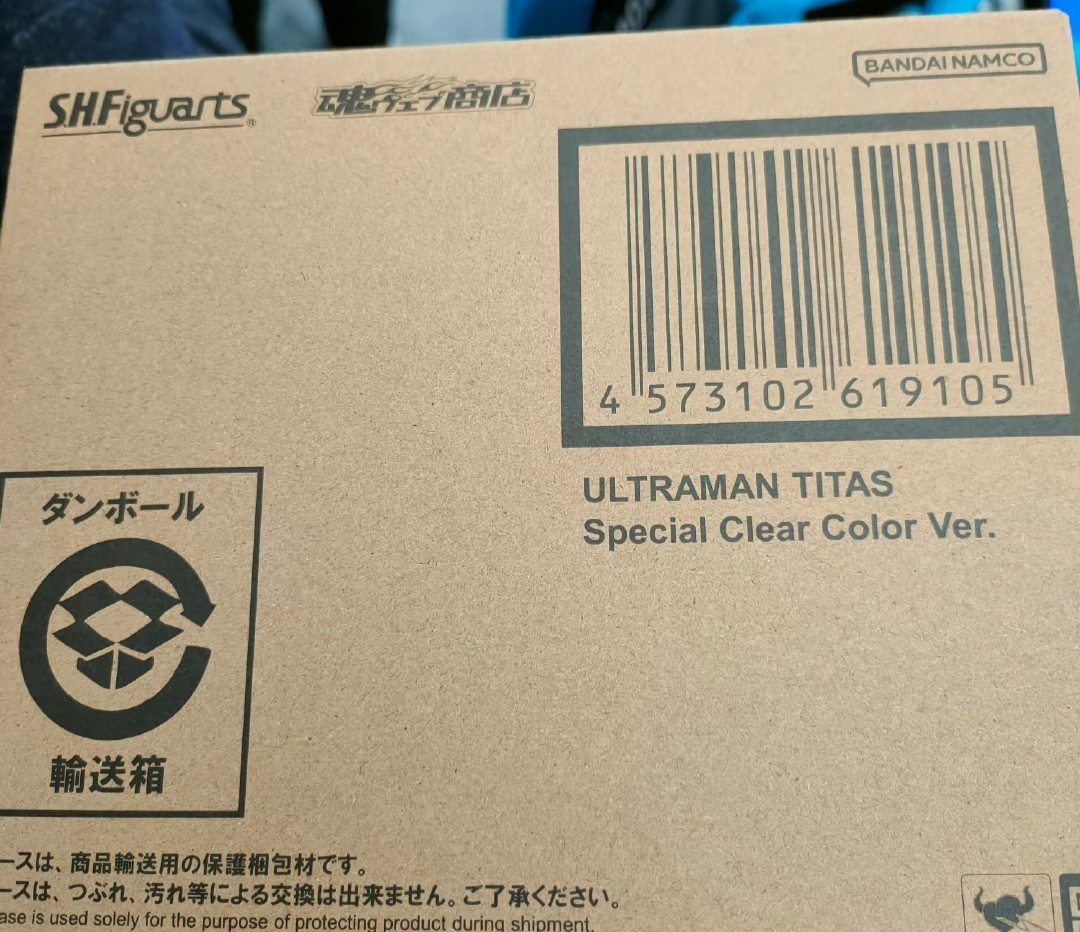 S.H.Figuarts®
魂ウェブ商店
BANDAI NAMCO
4 573102 619105
ULTRAMAN TITAS
Special Clear Color Ver.
ダンボール
輸送箱
ースは、商品輸送用の保護梱包材です。
ースは、つぶれ、汚れ等による交換は出来ません。ご了承ください。
ase is used solely for the purpose of protecting product during shipment.